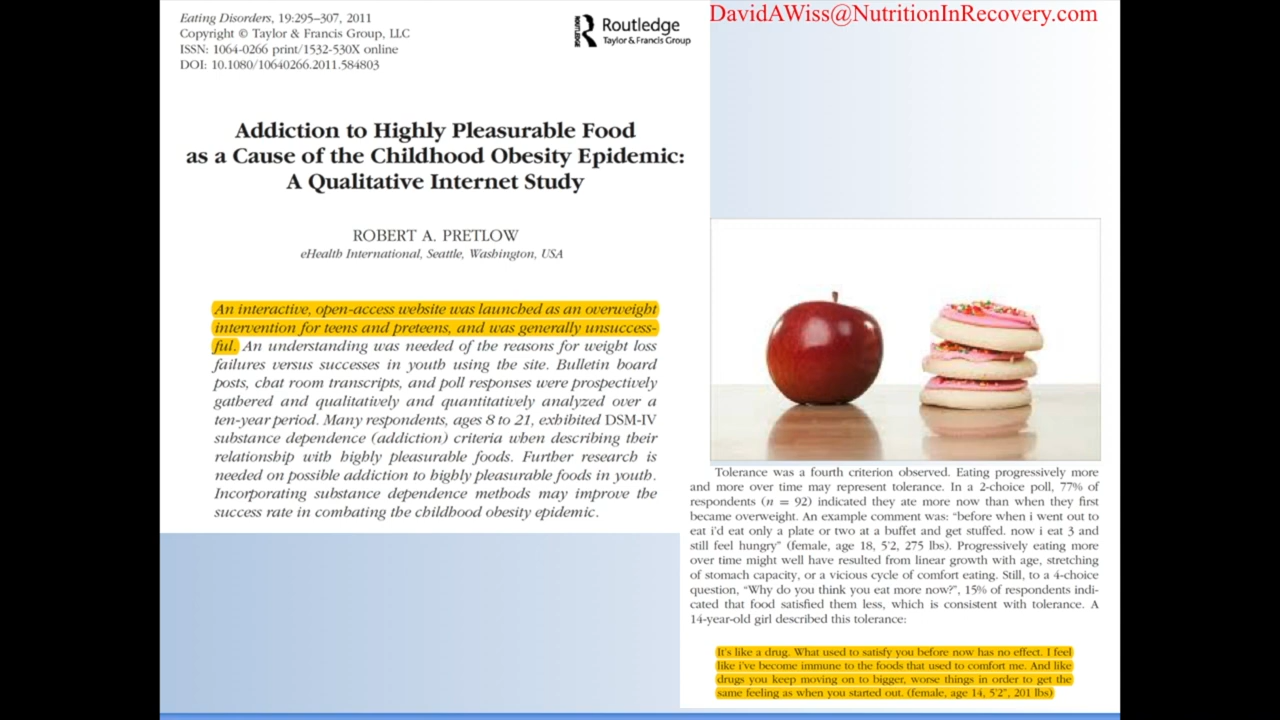 Eating Disorders, 19:295–307, 2011
Copyright © Taylor & Francis Group, LLC
ISSN: 1064-0266 print/1532-530X online
DOI: 10.1080/10640266.2011.584803
ROUTLEDGE
Routledge
Taylor & Francis Group
DavidAWiss@NutritionInRecovery.com
Addiction to Highly Pleasurable Food
as a Cause of the Childhood Obesity Epidemic:
A Qualitative Internet Study
ROBERT A. PRETLOW
eHealth International, Seattle, Washington, USA
An interactive, open-access website was launched as an overweight
intervention for teens and preteens, and was generally unsuccess-
ful. An understanding was needed of the reasons for weight loss
failures versus successes in youth using the site. Bulletin board
posts, chat room transcripts, and poll responses were prospectively
gathered and qualitatively and quantitatively analyzed over a
ten-year period. Many respondents, ages 8 to 21, exhibited DSM-IV
substance dependence (addiction) criteria when describing their
relationship with highly pleasurable foods. Further research is
needed on possible addiction to highly pleasurable foods in youth.
Incorporating substance dependence methods may improve the
success rate in combating the childhood obesity epidemic.
Tolerance was a fourth criterion observed. Eating progressively more
and more over time may represent tolerance. In a 2-choice poll, 77% of
respondents (n = 92) indicated they ate more now than when they first
became overweight. An example comment was: “before when i went out to
eat i’d eat only a plate or two at a buffet and get stuffed. now i eat 3 and
still feel hungry” (female, age 18, 5’2, 275 lbs). Progressively eating more
over time might well have resulted from linear growth with age, stretching
of stomach capacity, or a vicious cycle of comfort eating. Still, to a 4-choice
question, “Why do you think you eat more now?”, 15% of respondents indi-
cated that food satisfied them less, which is consistent with tolerance. A
14-year-old girl described this tolerance:
It’s like a drug. What used to satisfy you before now has no effect. I feel
like i’ve become immune to the foods that used to comfort me. And like
drugs you keep moving on to bigger, worse things in order to get the
same feeling as when you started out. (female, age 14, 5’2”, 201 lbs)